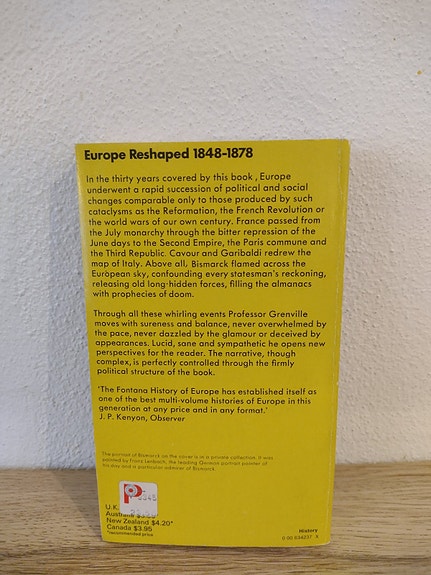 Europe Reshaped 1848-1878
In the thirty years covered by this book, Europe
underwent a rapid succession of political and social
changes comparable only to those produced by such
cataclysms as the Reformation, the French Revolution or
the world wars of our own century. France passed from
the July monarchy through the bitter repression of the
June days to the Second Empire, the Paris commune and
the Third Republic. Cavour and Garibaldi redrew the
map of Italy. Above all, Bismarck flamed across the
European sky, confounding every statesman's reckoning,
releasing old long-hidden forces, filling the almanacs
with prophecies of doom.
Through all these whirling events Professor Grenville
moves with sureness and balance, never overwhelmed by
the pace, never dazzled by the glamour or deceived by
appearances. Lucid, sane and sympathetic he opens new
perspectives for the reader. The narrative, though
complex, is perfectly controlled through the firmly
political structure of the book.
'The Fontana History of Europe has established itself as
one of the best multi-volume histories of Europe in this
generation at any price and in any format.'
J. P. Kenyon, Observer
The portrait of Bismarck on the cover is in a private collection. It was
painted by Franz Lenbach, the leading German portrait painter of
his day and a particular admirer of Bismarck.
P
U.K.
Australia
New Zealand $4.20*
Canada $3.95
*recommended price
History
0 00 634037 X